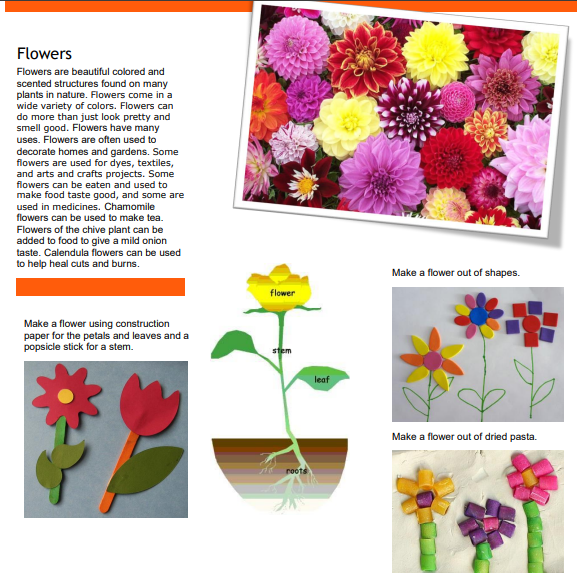 Flowers
Flowers are beautiful colored and
scented structures found on many
plants in nature. Flowers come in a
wide variety of colors. Flowers can
do more than just look pretty and
smell good. Flowers have many
uses. Flowers are often used to
decorate homes and gardens. Some
flowers are used for dyes, textiles,
and arts and crafts projects. Some
flowers can be eaten and used to
make food taste good, and some are
used in medicines. Chamomile
flowers can be used to make tea.
Flowers of the chive plant can be
added to food to give a mild onion
taste. Calendula flowers can be used
to help heal cuts and burns.
Make a flower using construction
paper for the petals and leaves and a
popsicle stick for a stem.
flower
stem
leaf
roots
Make a flower out of shapes.
Make a flower out of dried pasta.